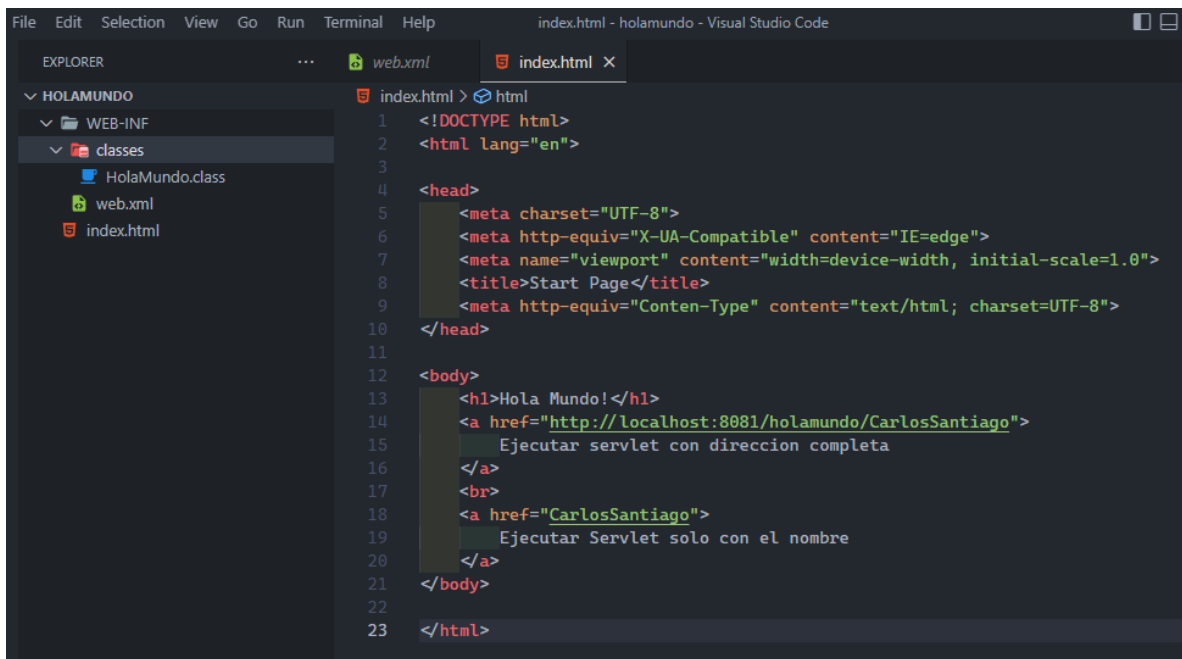 File Edit Selection View Go Run Terminal Help index.html - holamundo - Visual Studio Code
EXPLORER ... web.xml index.html
HOLAMUNDO
WEB-INF
classes
HolaMundo.class
web.xml
index.html
index.html > html
1 <!DOCTYPE html>
2 <html lang="en">
3
4 <head>
5 <meta charset="UTF-8">
6 <meta http-equiv="X-UA-Compatible" content="IE=edge">
7 <meta name="viewport" content="width=device-width, initial-scale=1.0">
8 <title>Start Page</title>
9 <meta http-equiv="Conten-Type" content="text/html; charset=UTF-8">
10 </head>
11
12 <body>
13 <h1>Hola Mundo!</h1>
14 <a href="http://localhost:8081/holamundo/CarlosSantiago">
15 Ejecutar servlet con direccion completa
16 </a>
17 <br>
18 <a href="CarlosSantiago">
19 Ejecutar Servlet solo con el nombre
20 </a>
21 </body>
22
23 </html>